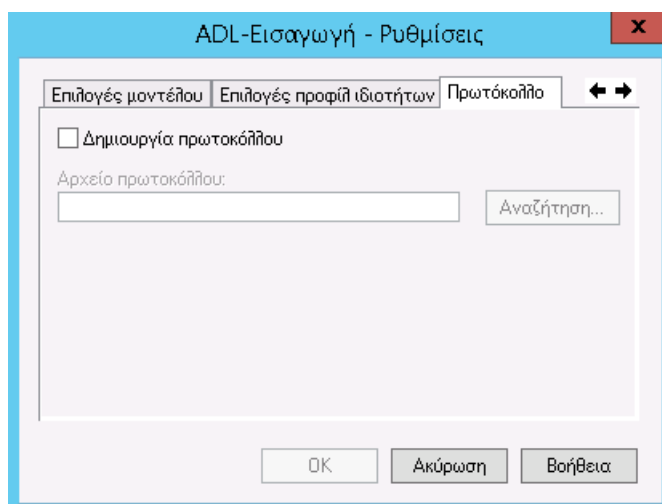 ADL-Εισαγωγή - Ρυθμίσεις
Επιλογές μοντέλου Επιλογές προφίλ ιδιοτήτων Πρωτόκολλο
Δημιουργία πρωτοκόλλου
Αρχείο πρωτοκόλλου:
Αναζήτηση...
OK Ακύρωση Βοήθεια